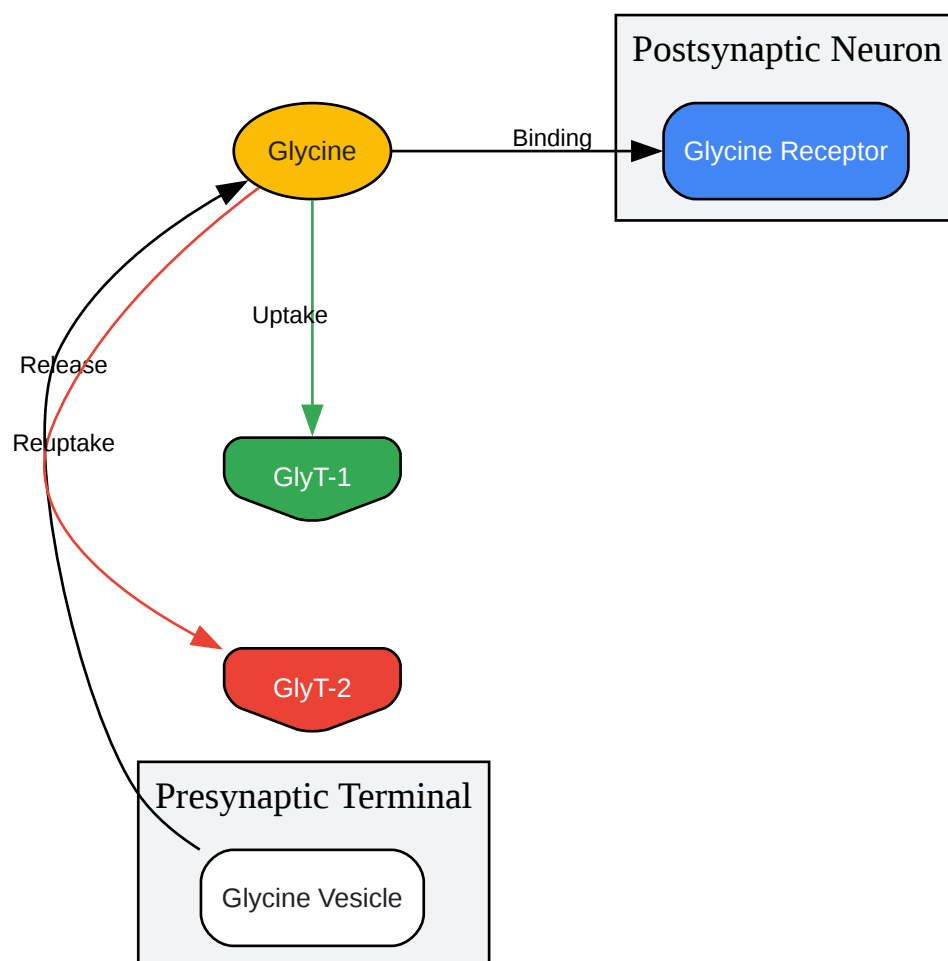 Postsynaptic Neuron
Glycine
Binding
Glycine Receptor
Uptake
Release
Reuptake
GlyT-1
GlyT-2
Presynaptic Terminal
Glycine Vesicle